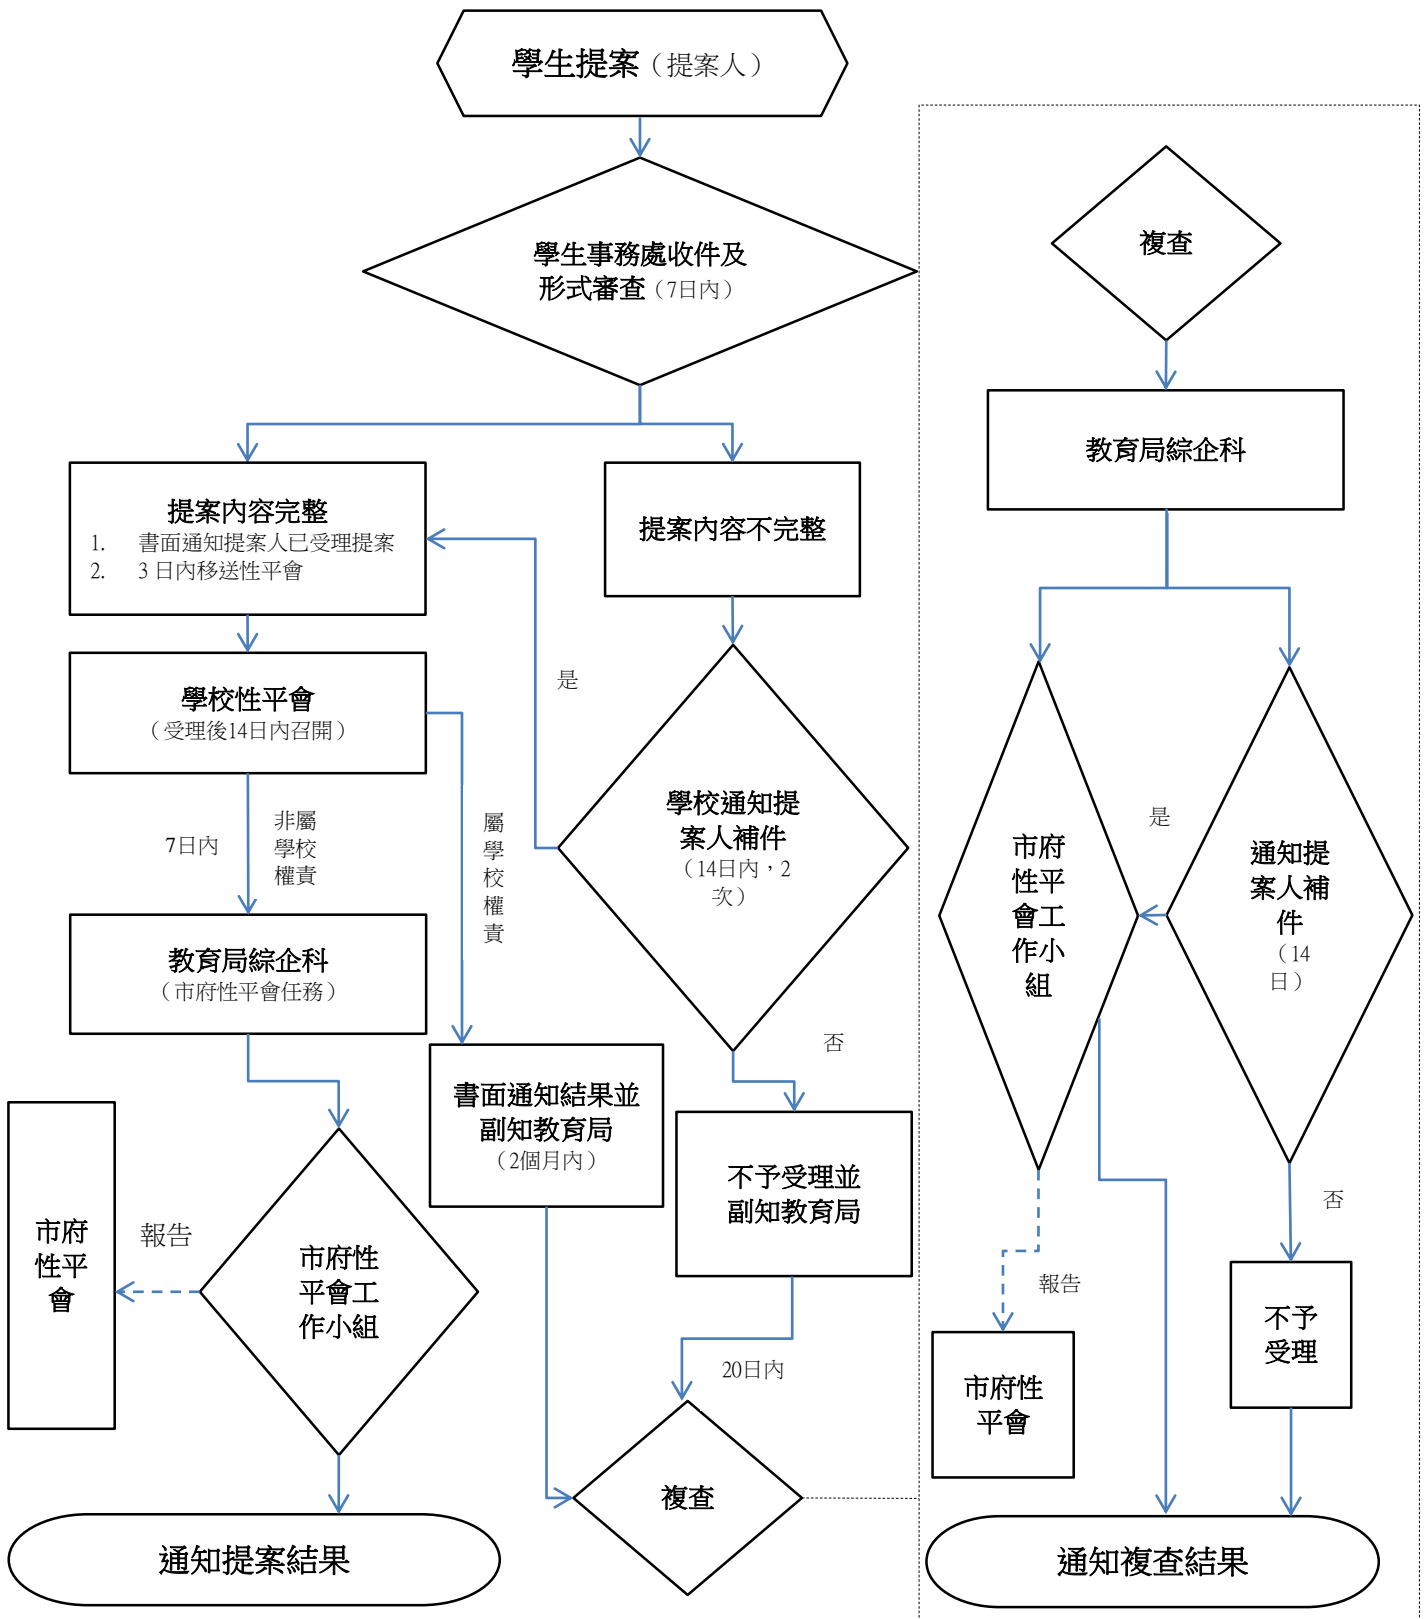 學生提案（提案人）
學生事務處收件及
形式審查（7日內）
提案內容完整
1. 書面通知提案人已受理提案
2. 3 日內移送性平會
提案內容不完整
學校性平會
（受理後14日內召開）
是
學校通知提
案人補件
（14日內，2
次）
7日內
非屬
學校
權責
屬
學
校
權
責
教育局綜企科
（市府性平會任務）
否
書面通知結果並
副知教育局
（2個月內）
不予受理並
副知教育局
市府
性平
會
報告
市府性
平會工
作小組
20日內
複查
通知提案結果
複查
教育局綜企科
市府
性平
會工
作小
組
是
通知提
案人補
件
（14
日）
否
報告
市府性
平會
不予
受理
通知複查結果